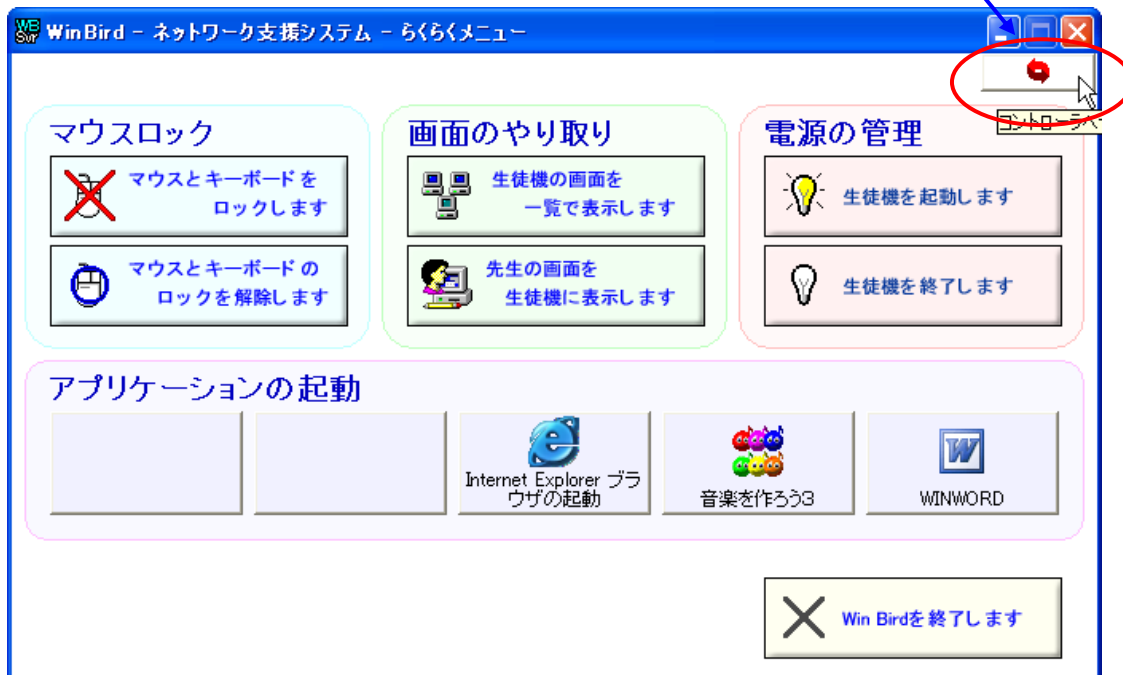 WinBird - ネットワーク支援システム - らくらくメニュー
マウスロック
マウスとキーボードを
ロックします
マウスとキーボードの
ロックを解除します
画面のやり取り
生徒機の画面を
一覧で表示します
先生の画面を
生徒機に表示します
電源の管理
コントローラへ
生徒機を起動します
生徒機を終了します
アプリケーションの起動
Internet Explorer ブラ
ウザの起動
音楽を作ろう3
WINWORD
Win Birdを終了します